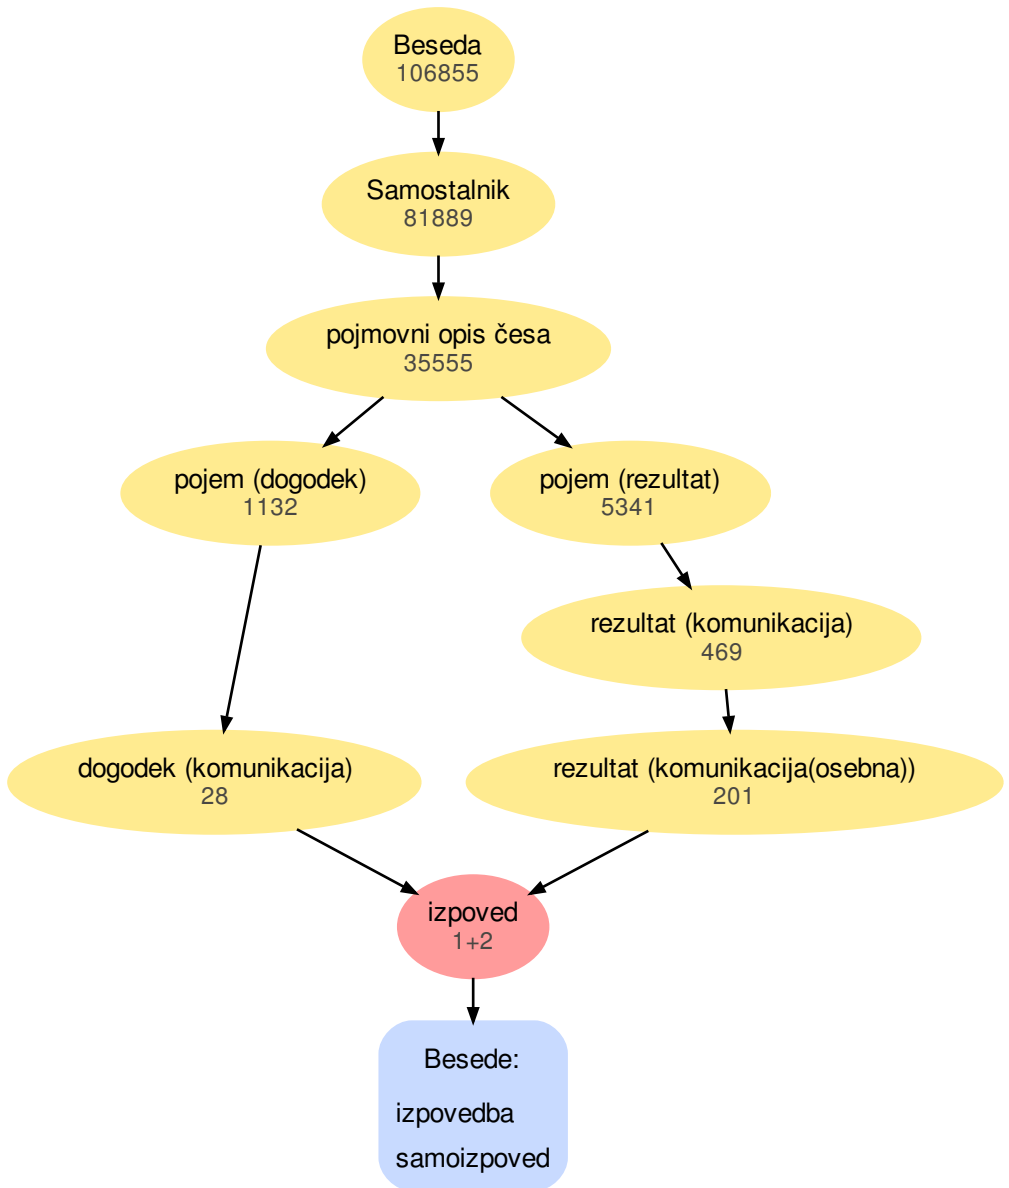 Beseda
106855
Samostalnik
81889
pojmovni opis česa
35555
pojem (dogodek)
1132
pojem (rezultat)
5341
rezultat (komunikacija)
469
dogodek (komunikacija)
28
rezultat (komunikacija(osebna))
201
izpoved
1+2
Besede:
izpovedba
samoizpoved